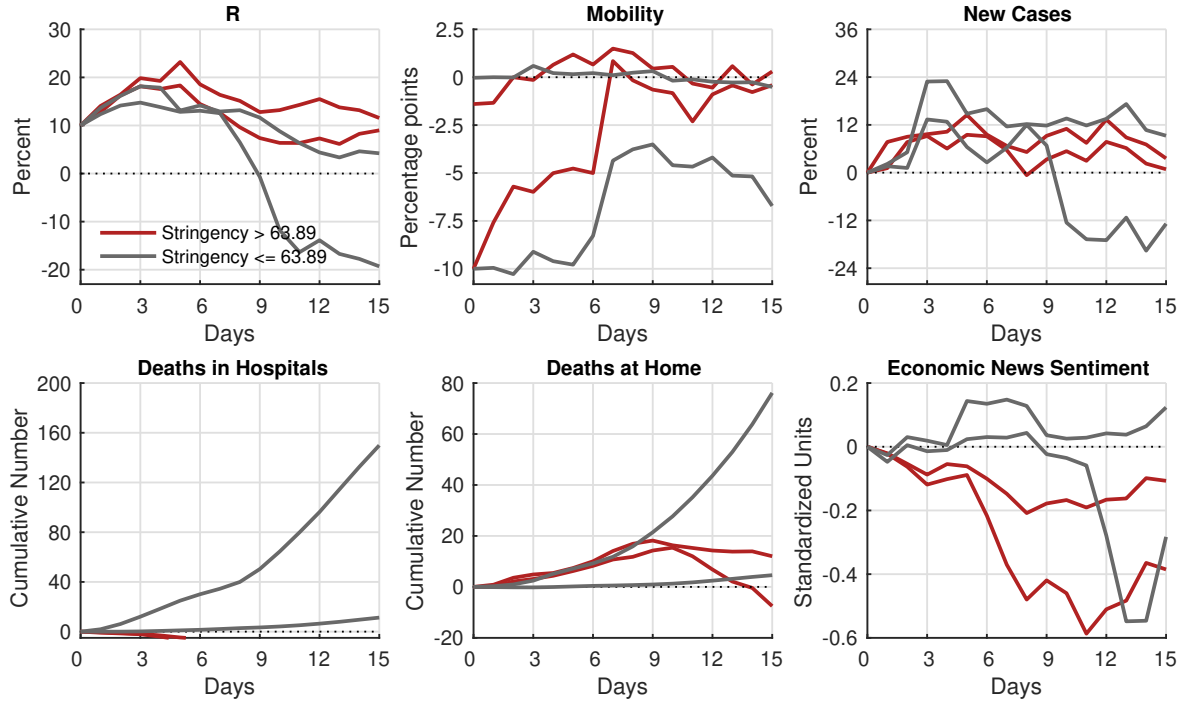 R
Mobility
New Cases
30
20
10
0
-10
-20
Percent
Stringency > 63.89
Stringency <= 63.89
0 3 6 9 12 15
Days
2.5
0
-2.5
-5
-7.5
-10
Percentage points
0 3 6 9 12 15
Days
36
24
12
0
-12
-24
Percent
0 3 6 9 12 15
Days
Deaths in Hospitals
Deaths at Home
Economic News Sentiment
200
160
120
80
40
0
Cumulative Number
0 3 6 9 12 15
Days
80
60
40
20
0
-20
Cumulative Number
0 3 6 9 12 15
Days
0.2
0
-0.2
-0.4
-0.6
Standardized Units
0 3 6 9 12 15
Days